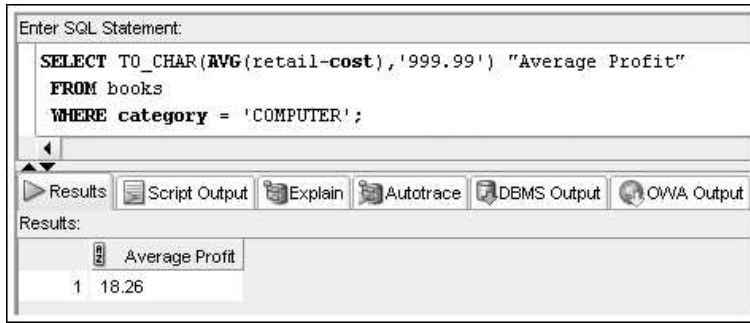 Enter SQL Statement:
SELECT TO_CHAR(AVG(retail-cost),'999.99') "Average Profit"
FROM books
WHERE category = 'COMPUTER';
Results Script Output Explain Autotrace DBMS Output OWA Output
Results:
Average Profit
1 18.26